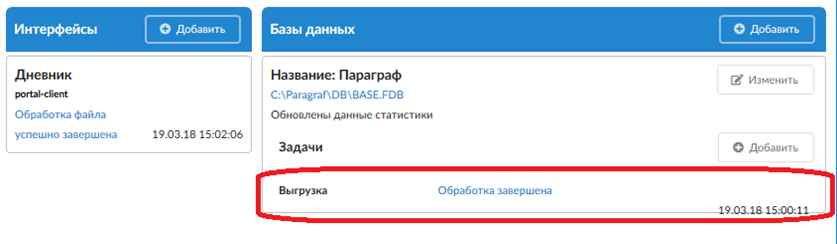 Интерфейсы
Добавить
Дневник
portal-client
Обработка файла
успешно завершена
19.03.18 15:02:06
Базы данных
Добавить
Название: Параграф
Изменить
C:\Paragraf\DB\BASE.FDB
Обновлены данные статистики
Задачи
Добавить
Выгрузка
Обработка завершена
19.03.18 15:00:11